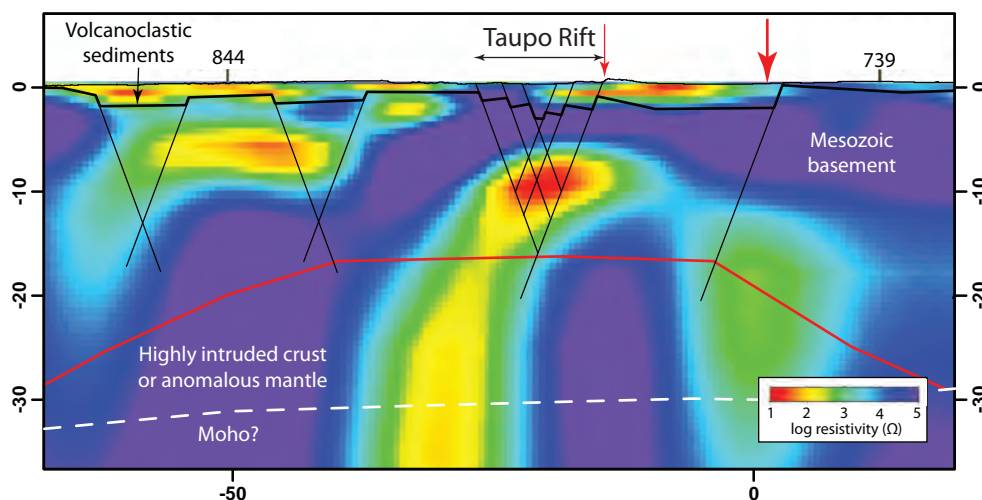 Volcanoclastic
sediments
844
Taupo Rift
739
0
-10
-20
-30
0
-10
-20
-30
Mesozoic
basement
Highly intruded crust
or anomalous mantle
Moho?
1 2 3 4 5
log resistivity (Ω)
-50 0